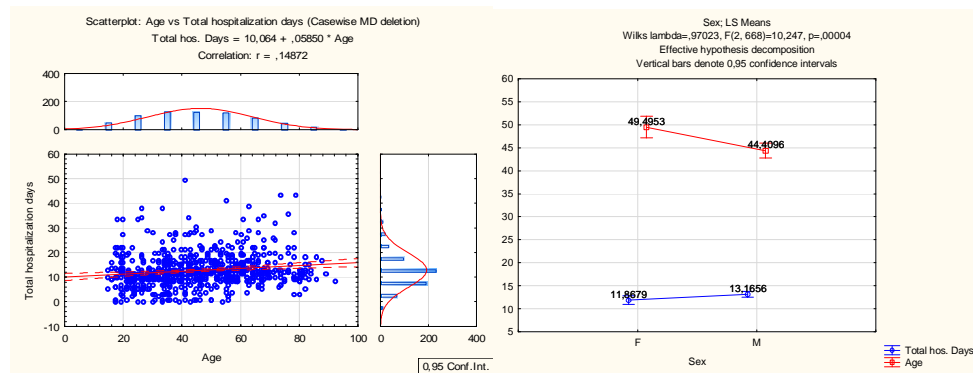 Scatterplot: Age vs Total hospitalization days (Casewise MD deletion)
Total hos. Days = 10,064 + ,05850 * Age
Correlation: r = ,14872
400
200
0
60
50
40
30
20
10
0
-10
Total hospitalization days
0 20 40 60 80 100
Age
0 200 400
0,95 Conf.Int.
Sex; LS Means
Wilks lambda=,97023, F(2, 668)=10,247, p=,00004
Effective hypothesis decomposition
Vertical bars denote 0,95 confidence intervals
60
55
50
45
40
35
30
25
20
15
10
5
49,4953
44,4096
11,8679
13,1656
F M
Sex
Total hos. Days
Age